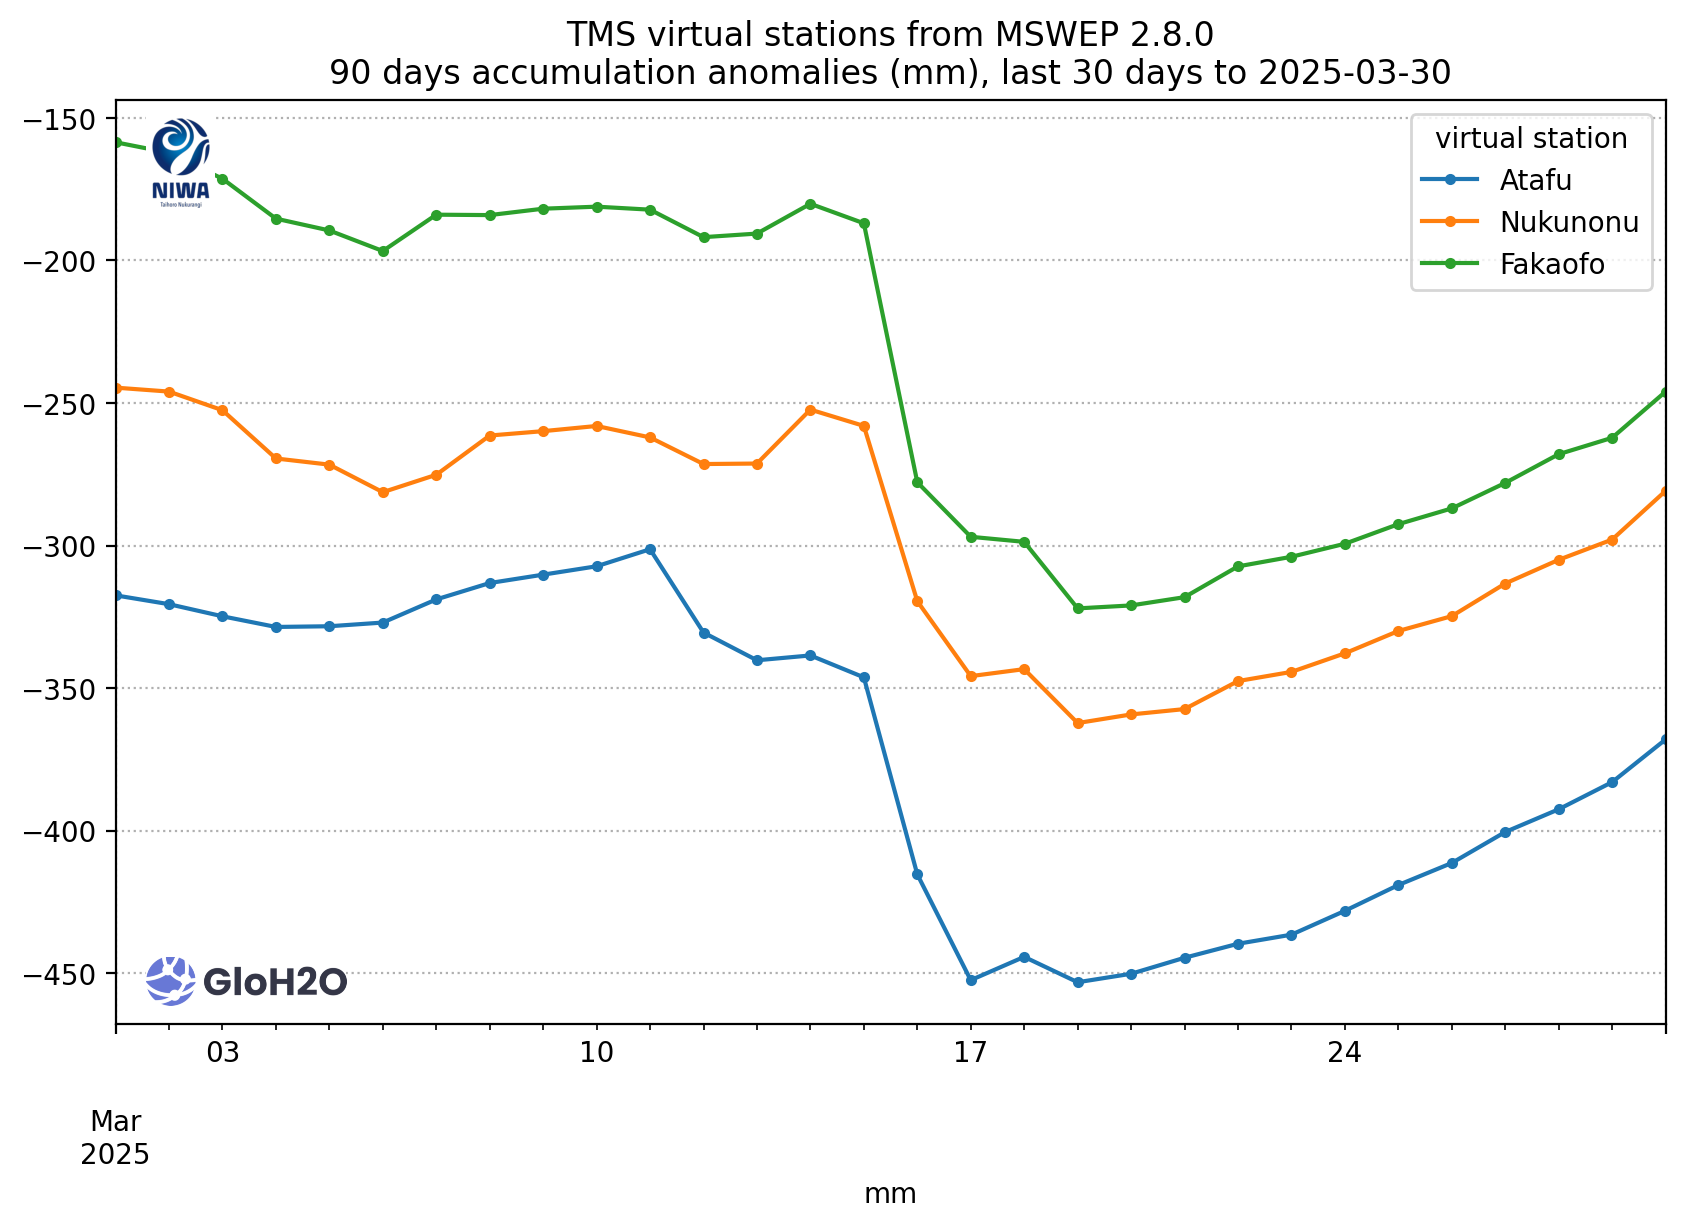 TMS virtual stations from MSWEP 2.8.0
90 days accumulation anomalies (mm), last 30 days to 2025-03-30
−150
−200
−250
−300
−350
−400
−450
NIWA
Taihoro Nukurangi
virtual station
Atafu
Nukunonu
Fakaofo
GloH2O
03
10
17
24
Mar
2025
mm